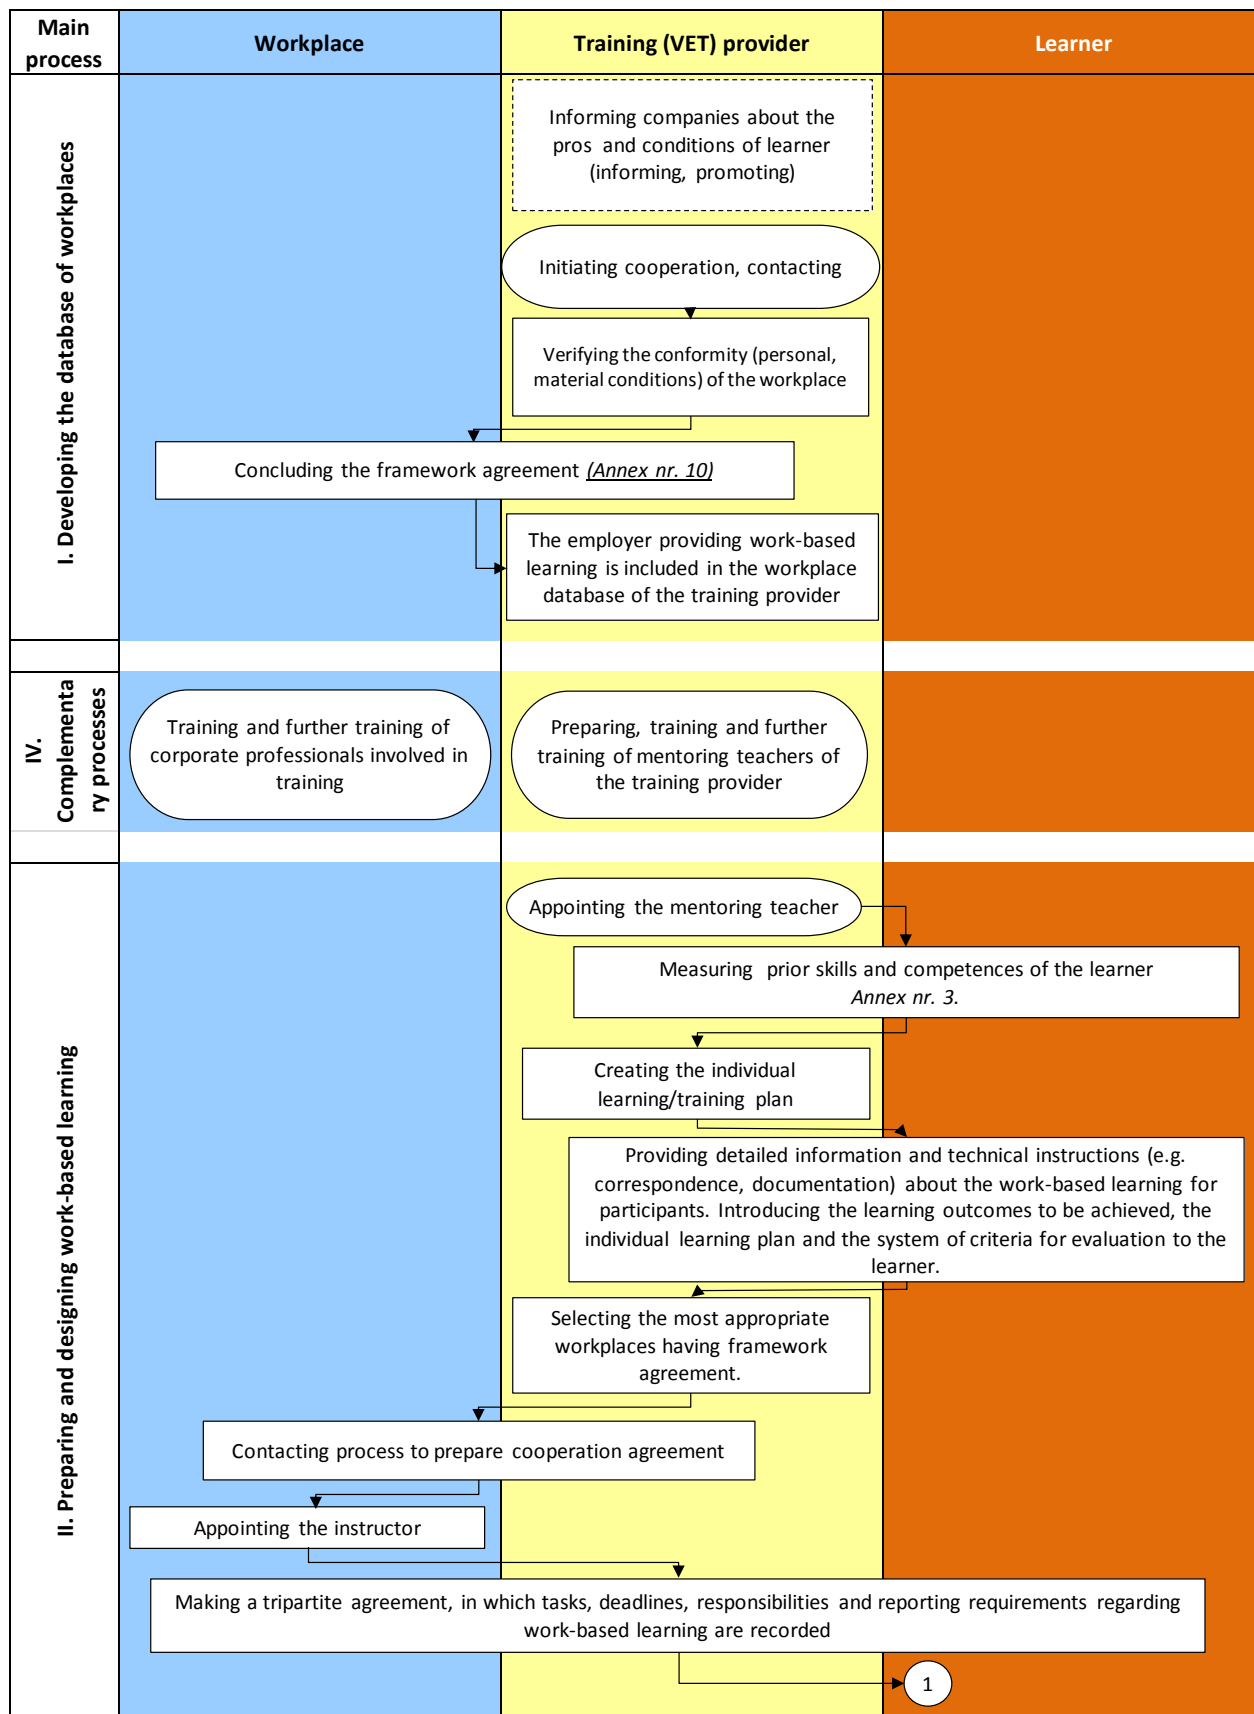 Main
process
Workplace
Training (VET) provider
Learner
I. Developing the database of workplaces
Informing companies about the
pros and conditions of learner
(informing, promoting)
Initiating cooperation, contacting
Verifying the conformity (personal,
material conditions) of the workplace
Concluding the framework agreement (Annex nr. 10)
The employer providing work-based
learning is included in the workplace
database of the training provider
IV.
Complementa
ry processes
Training and further training of
corporate professionals involved in
training
Preparing, training and further
training of mentoring teachers of
the training provider
II. Preparing and designing work-based learning
Appointing the mentoring teacher
Measuring prior skills and competences of the learner
Annex nr. 3.
Creating the individual
learning/training plan
Providing detailed information and technical instructions (e.g.
correspondence, documentation) about the work-based learning for
participants. Introducing the learning outcomes to be achieved, the
individual learning plan and the system of criteria for evaluation to the
learner.
Selecting the most appropriate
workplaces having framework
agreement.
Contacting process to prepare cooperation agreement
Appointing the instructor
Making a tripartite agreement, in which tasks, deadlines, responsibilities and reporting requirements regarding
work-based learning are recorded
1